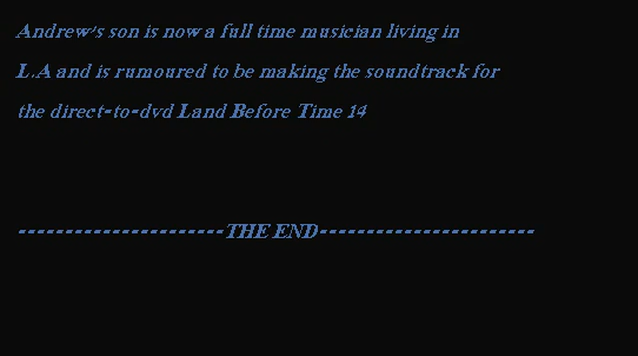 Andrew's son is now a full time musician living in
L.A and is rumoured to be making the soundtrack for
the direct-to-dvd Land Before Time 14
----------------------THE END-----------------------